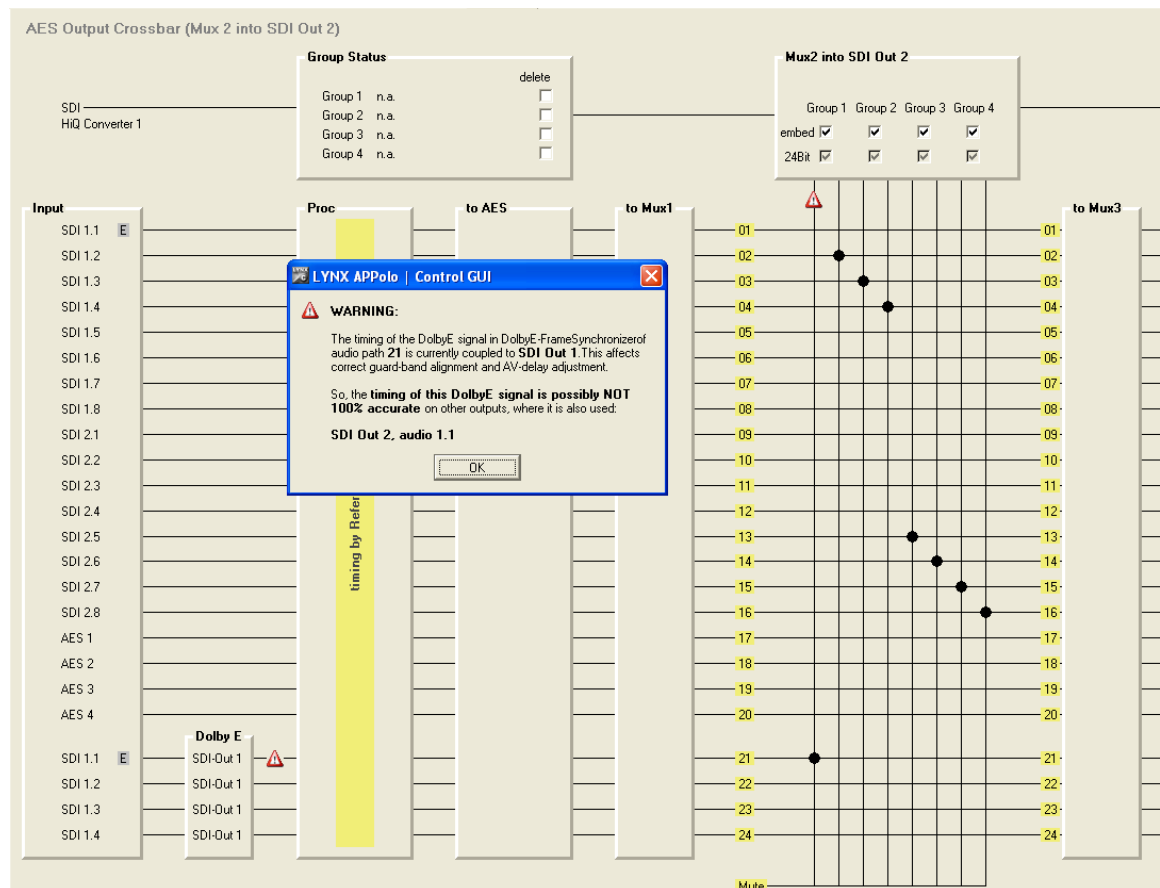 AES Output Crossbar (Mux 2 into SDI Out 2)
Group Status
delete
Group 1 n.a.
Group 2 n.a.
Group 3 n.a.
Group 4 n.a.
SDI
HiQ Converter 1
Mux2 into SDI Out 2
Group 1 Group 2 Group 3 Group 4
embed
24Bit
Input
Proc
to AES
to Mux1
to Mux3
SDI 1.1 E 01 01
SDI 1.2 02 02
SDI 1.3 03 03
SDI 1.4 04 04
SDI 1.5 05 05
SDI 1.6 06 06
SDI 1.7 07 07
SDI 1.8 08 08
SDI 2.1 09 09
SDI 2.2 10 10
SDI 2.3 11 11
SDI 2.4 12 12
SDI 2.5 13 13
SDI 2.6 14 14
SDI 2.7 15 15
SDI 2.8 16 16
AES 1 17 17
AES 2 18 18
AES 3 19 19
AES 4 20 20
Dolby E
SDI 1.1 E SDI-Out 1 21 21
SDI 1.2 SDI-Out 1 22 22
SDI 1.3 SDI-Out 1 23 23
SDI 1.4 SDI-Out 1 24 24
Mute
timing by
LYNX APPolo | Control GUI
WARNING:
The timing of the DolbyE signal in DolbyE-FrameSynchronizerof
audio path 21 is currently coupled to SDI Out 1.This affects
correct guard-band alignment and AV-delay adjustment.
So, the timing of this DolbyE signal is possibly NOT
100% accurate on other outputs, where it is also used:
SDI Out 2, audio 1.1
OK